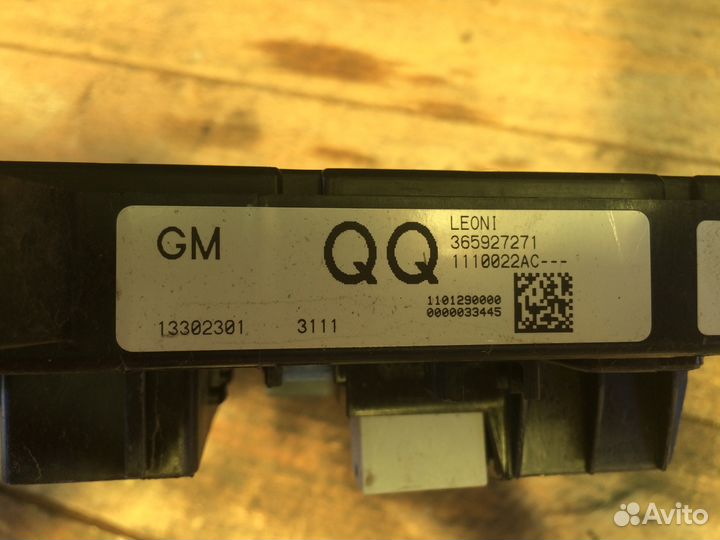 GM
QQ
LEONI
365927271
1110022AC---
1101290000
0000033445
13302301 3111
Avito